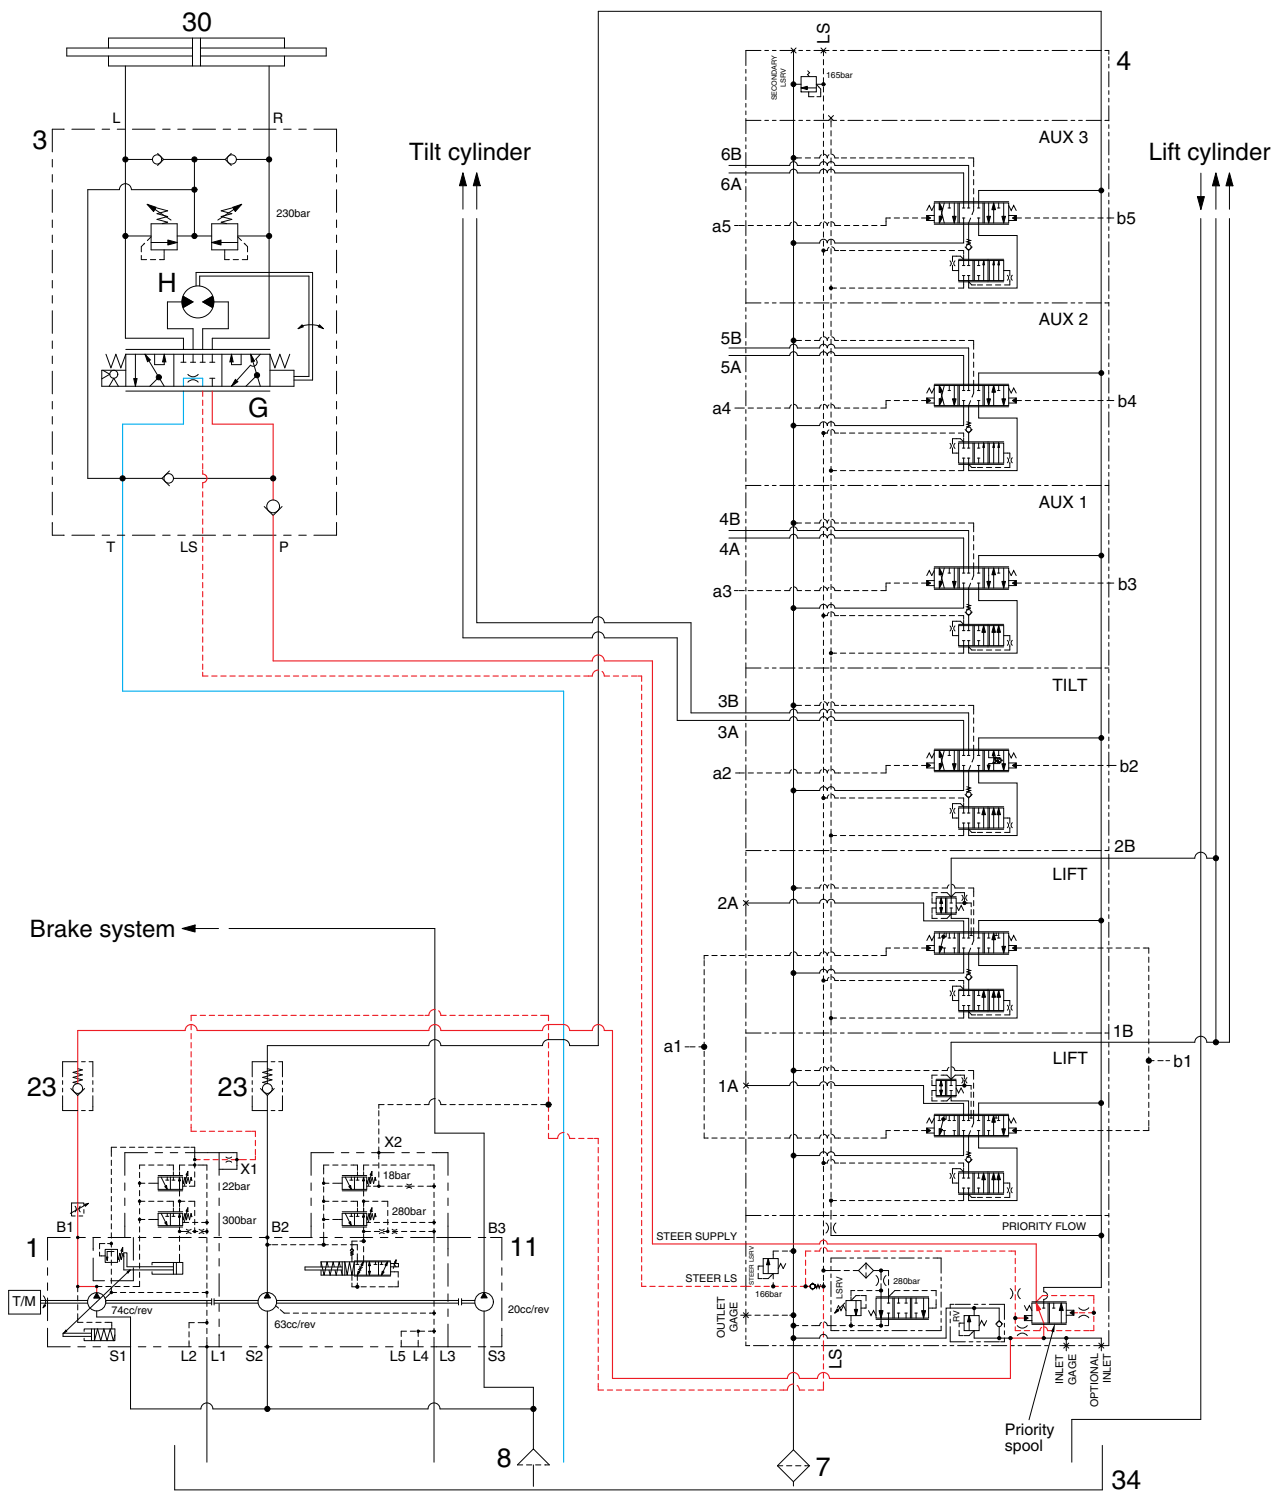 30
LS
4
SECONDARY
LSRV
165bar
L
R
3
Tilt cylinder
AUX 3
Lift cylinder
6B
6A
230bar
a5
b5
H
AUX 2
5B
5A
G
a4
b4
AUX 1
4B
4A
T
LS
P
a3
b3
TILT
3B
3A
a2
b2
2B
LIFT
2A
Brake system
1B
a1
LIFT
b1
23
23
1A
X1
X2
22bar
18bar
300bar
280bar
B1
B2
B3
PRIORITY FLOW
STEER SUPPLY
1
11
STEER LSRV
STEER LS
166bar
LSRV
280bar
T/M
74cc/rev
63cc/rev
20cc/rev
OUTLET
GAGE
RV
S1
L2
L1
S2
L5
L4
L3
S3
LS
INLET
GAGE
OPTIONAL
INLET
Priority
spool
8
7
34